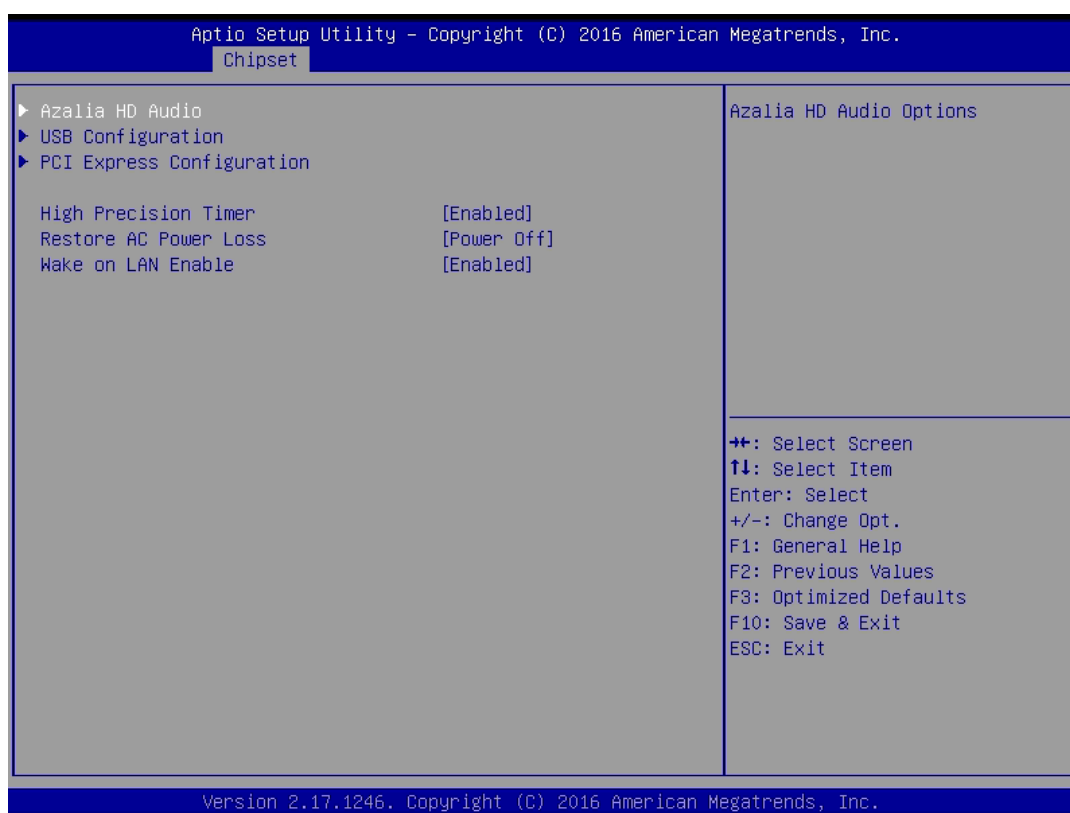 Aptio Setup Utility – Copyright (C) 2016 American Megatrends, Inc.
Chipset
▶ Azalia HD Audio
▶ USB Configuration
▶ PCI Express Configuration
High Precision Timer [Enabled]
Restore AC Power Loss [Power Off]
Wake on LAN Enable [Enabled]
Azalia HD Audio Options
→←: Select Screen
↑↓: Select Item
Enter: Select
+/-: Change Opt.
F1: General Help
F2: Previous Values
F3: Optimized Defaults
F10: Save & Exit
ESC: Exit
Version 2.17.1246. Copyright (C) 2016 American Megatrends, Inc.